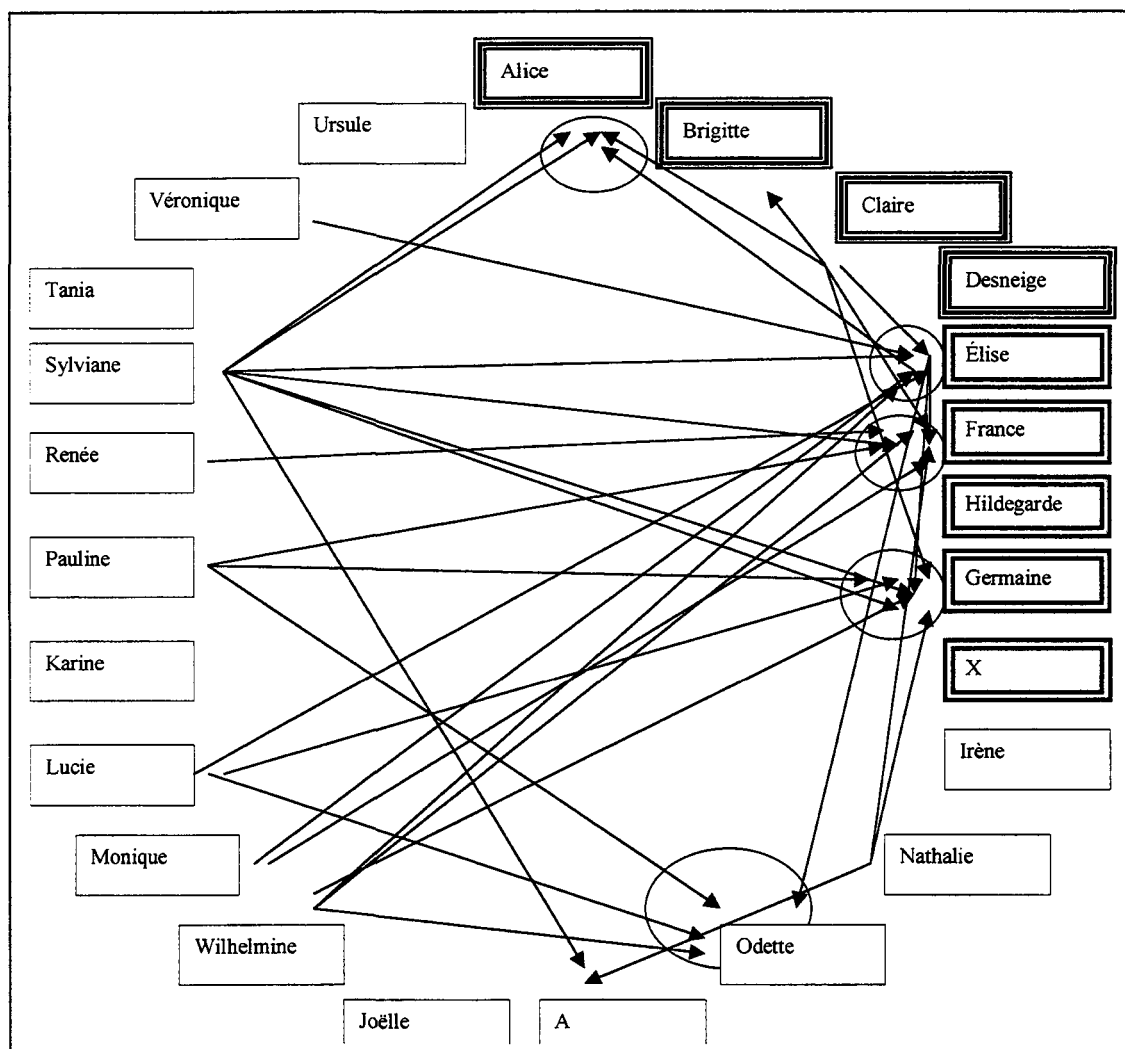 Alice
Ursule
Brigitte
Véronique
Claire
Tania
Desneige
Sylviane
Élise
Renée
France
Hildegarde
Pauline
Germaine
Karine
X
Lucie
Irène
Monique
Nathalie
Wilhelmine
Odette
Joëlle
A